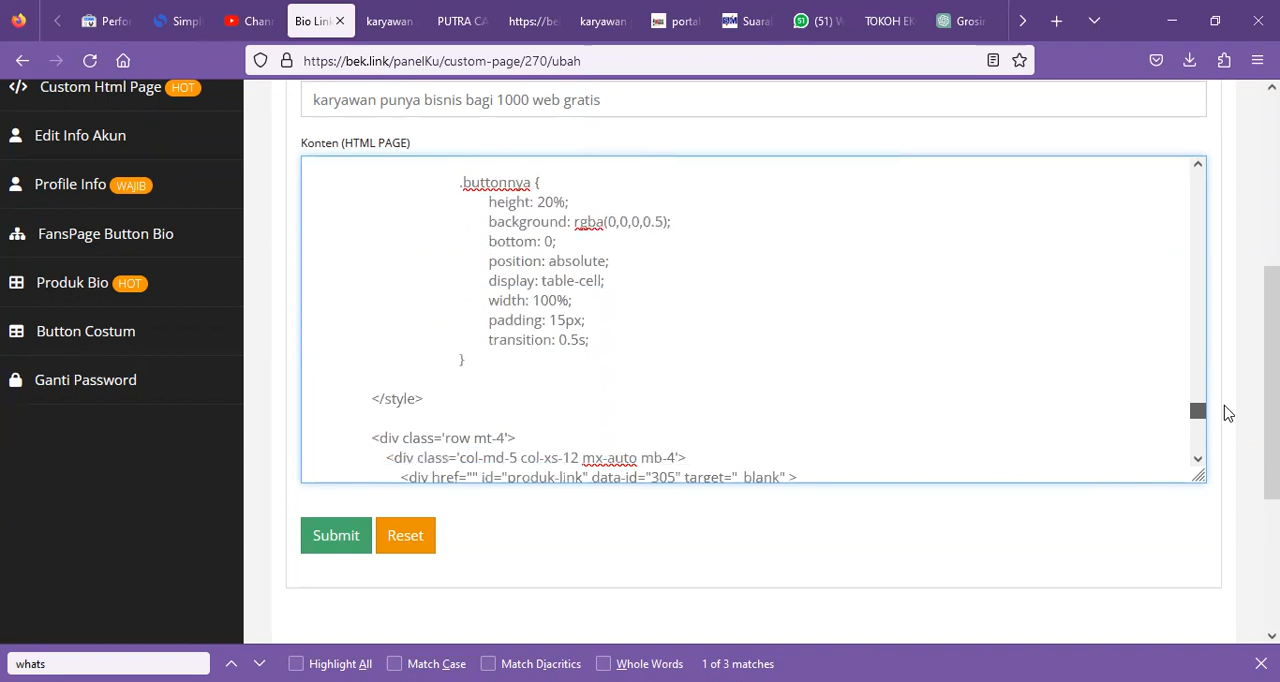 Perfor
Simpl
Chan
Bio Link
karyawan
PUTRA CA
https://bek
karyawan
portal
Suaral
(51) W
TOKOH EK
Grosir
https://bek.link/panelKu/custom-page/270/ubah
Custom Html Page HOT
Edit Info Akun
Profile Info WAJIB
FansPage Button Bio
Produk Bio HOT
Button Costum
Ganti Password
karyawan punya bisnis bagi 1000 web gratis
Konten (HTML PAGE)
.buttonnya {
height: 20%;
background: rgba(0,0,0,0.5);
bottom: 0;
position: absolute;
display: table-cell;
width: 100%;
padding: 15px;
transition: 0.5s;
}
</style>
<div class='row mt-4'>
<div class='col-md-5 col-xs-12 mx-auto mb-4'>
<div href="" id="produk-link" data-id="305" target="_blank" >
Submit
Reset
whats
Highlight All
Match Case
Match Diacritics
Whole Words
1 of 3 matches